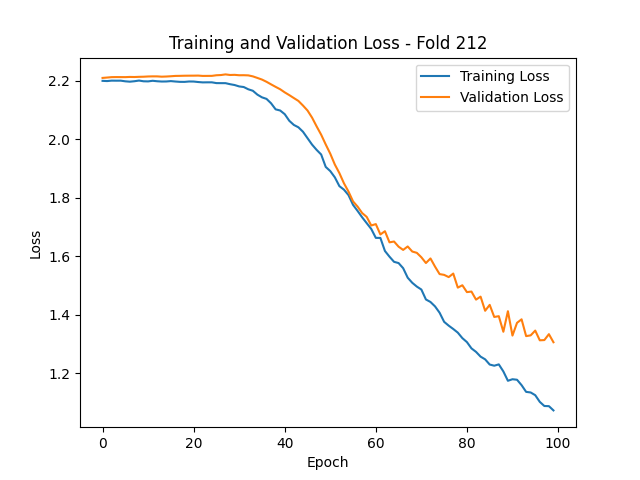 Training and Validation Loss - Fold 212
Training Loss
Validation Loss
Loss
2.2
2.0
1.8
1.6
1.4
1.2
0 20 40 60 80 100
Epoch